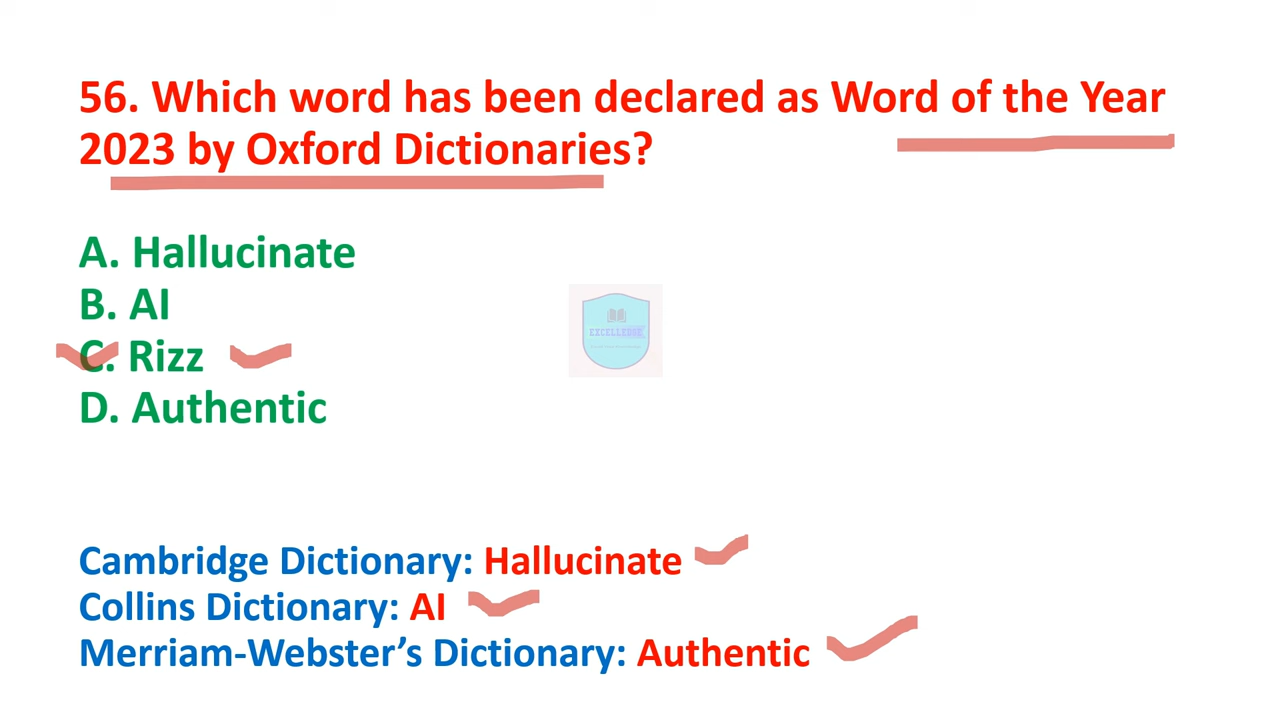 56. Which word has been declared as Word of the Year
2023 by Oxford Dictionaries?
A. Hallucinate
B. AI
C. Rizz
D. Authentic
EXCELLENCE
Cambridge Dictionary: Hallucinate
Collins Dictionary: AI
Merriam-Webster’s Dictionary: Authentic